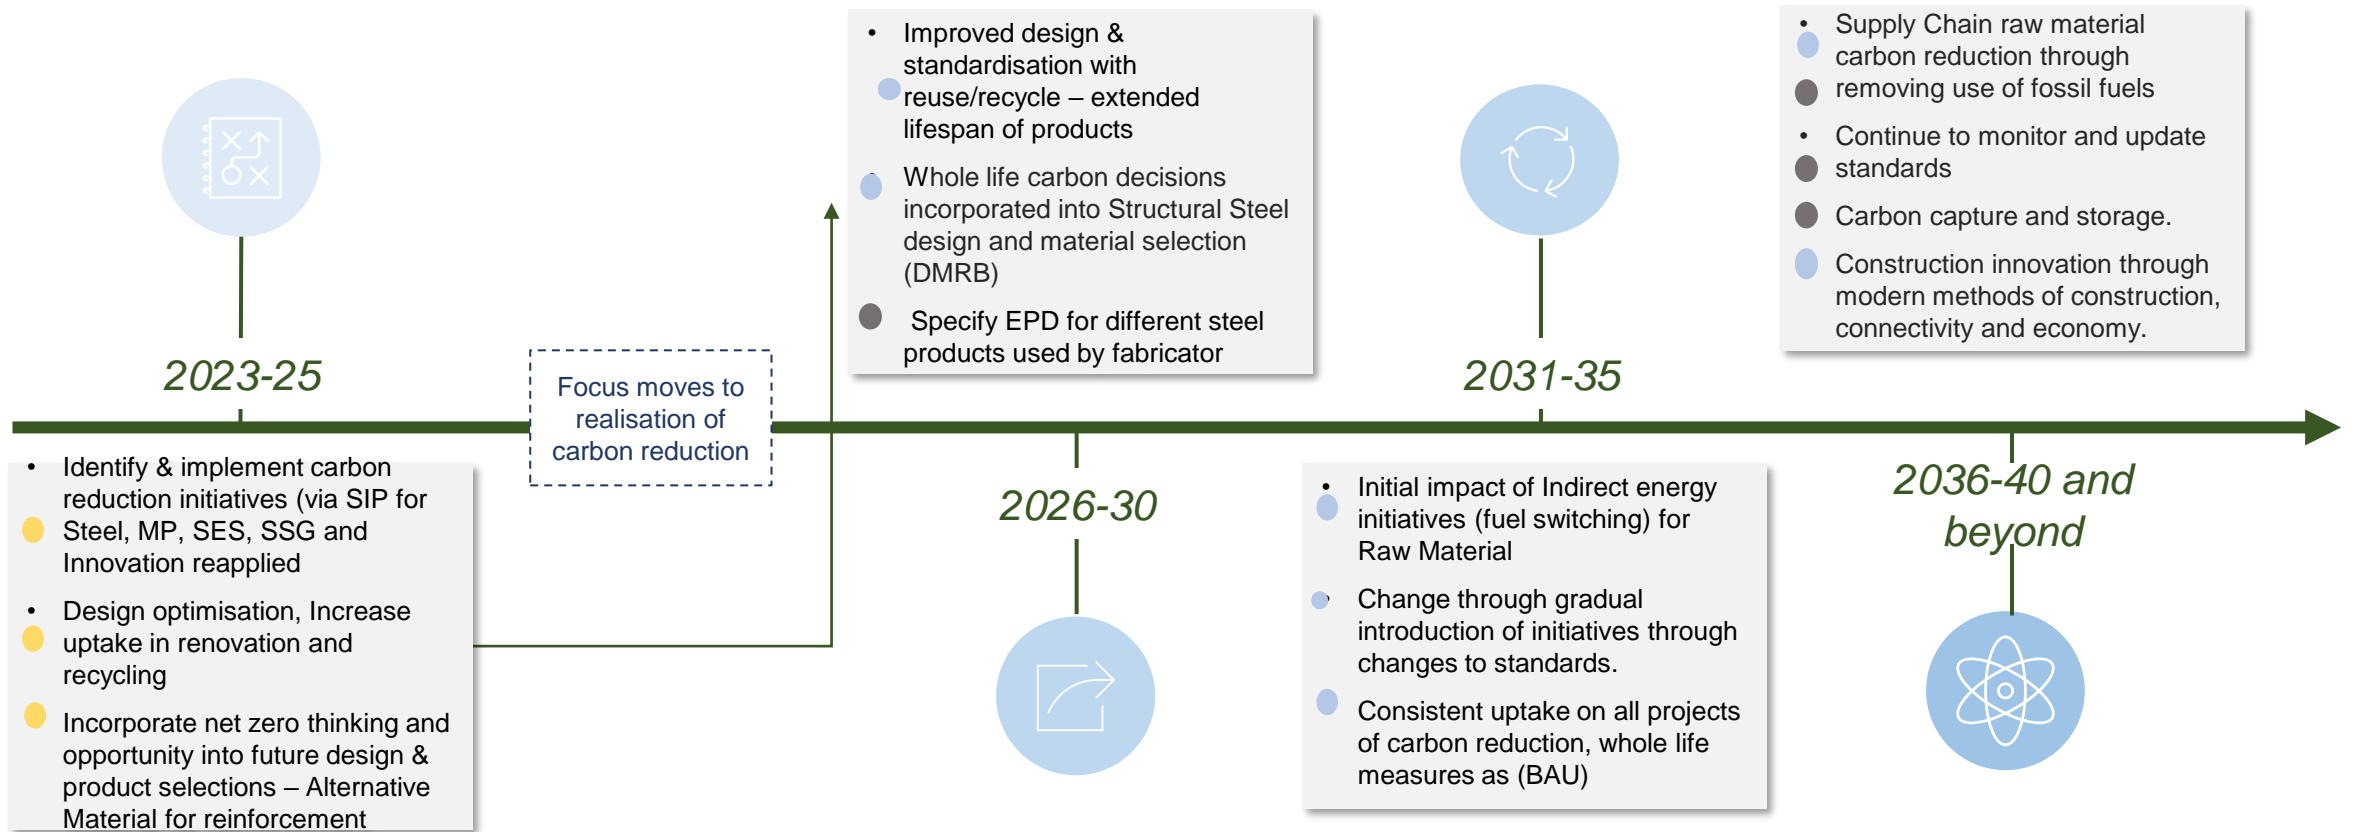 2023-25
• Identify & implement carbon
reduction initiatives (via SIP for
Steel, MP, SES, SSG and
Innovation reapplied
• Design optimisation, Increase
uptake in renovation and
recycling
Incorporate net zero thinking and
opportunity into future design &
product selections – Alternative
Material for reinforcement
Focus moves to
realisation of
carbon reduction
• Improved design &
standardisation with
reuse/recycle – extended
lifespan of products
Whole life carbon decisions
incorporated into Structural Steel
design and material selection
(DMRB)
Specify EPD for different steel
products used by fabricator
2026-30
2031-35
• Initial impact of Indirect energy
initiatives (fuel switching) for
Raw Material
• Change through gradual
introduction of initiatives through
changes to standards.
Consistent uptake on all projects
of carbon reduction, whole life
measures as (BAU)
• Supply Chain raw material
carbon reduction through
removing use of fossil fuels
• Continue to monitor and update
standards
Carbon capture and storage.
Construction innovation through
modern methods of construction,
connectivity and economy.
2036-40 and
beyond